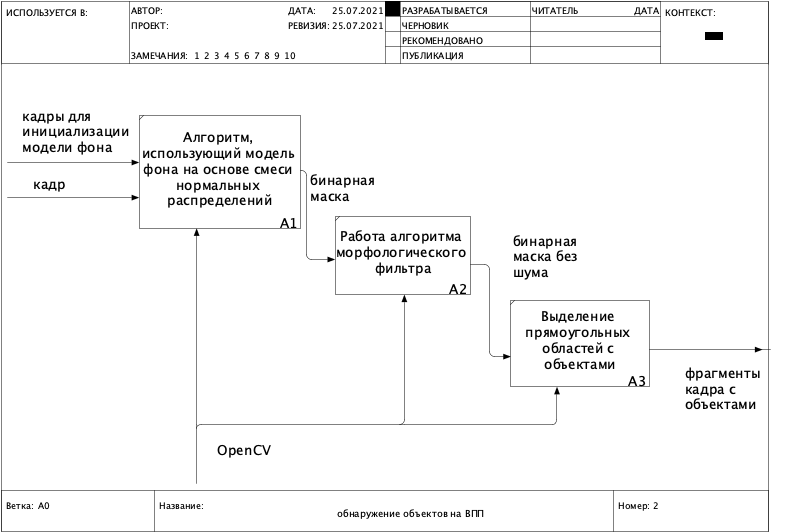 ИСПОЛЬЗУЕТСЯ В:
АВТОР:
ДАТА: 25.07.2021
ПРОЕКТ:
РЕВИЗИЯ: 25.07.2021
ЗАМЕЧАНИЯ: 1 2 3 4 5 6 7 8 9 10
РАЗРАБАТЫВАЕТСЯ
ЧЕРНОВИК
РЕКОМЕНДОВАНО
ПУБЛИКАЦИЯ
ЧИТАТЕЛЬ
ДАТА
КОНТЕКСТ:
кадры для
инициализации
модели фона
кадр
Алгоритм,
использующий модель
фона на основе смеси
нормальных
распределений
A1
бинарная
маска
Работа алгоритма
морфологического
фильтра
A2
бинарная
маска без
шума
Выделение
прямоугольных
областей с
объектами
A3
фрагменты
кадра с
объектами
OpenCV
Ветка: A0
Название:
обнаружение объектов на ВПП
Номер: 2